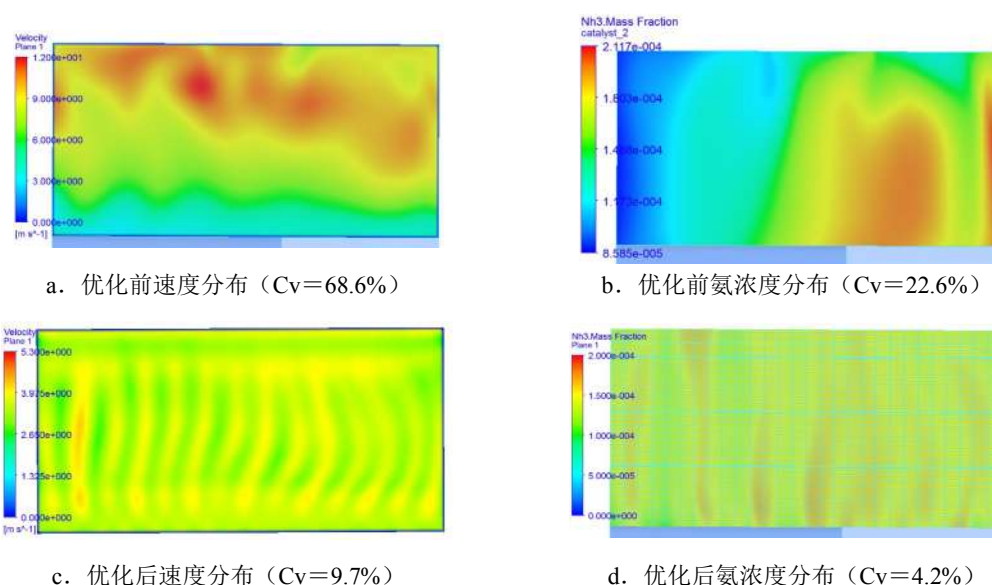 Velocity
Plane 1
1.200e+001
9.000e+000
6.000e+000
3.000e+000
0.000e+000
[m s^-1]
Nh3.Mass Fraction
catalyst_2
2.117e-004
1.803e-004
1.488e-004
1.173e-004
8.585e-005
a．优化前速度分布（Cv＝68.6%）
b．优化前氨浓度分布（Cv＝22.6%）
Velocity
Plane 1
5.300e+000
3.975e+000
2.650e+000
1.325e+000
0.000e+000
[m s^-1]
Nh3.Mass Fraction
Plane 1
2.000e-004
1.500e-004
1.000e-004
5.000e-005
0.000e+000
c．优化后速度分布（Cv＝9.7%）
d．优化后氨浓度分布（Cv＝4.2%）